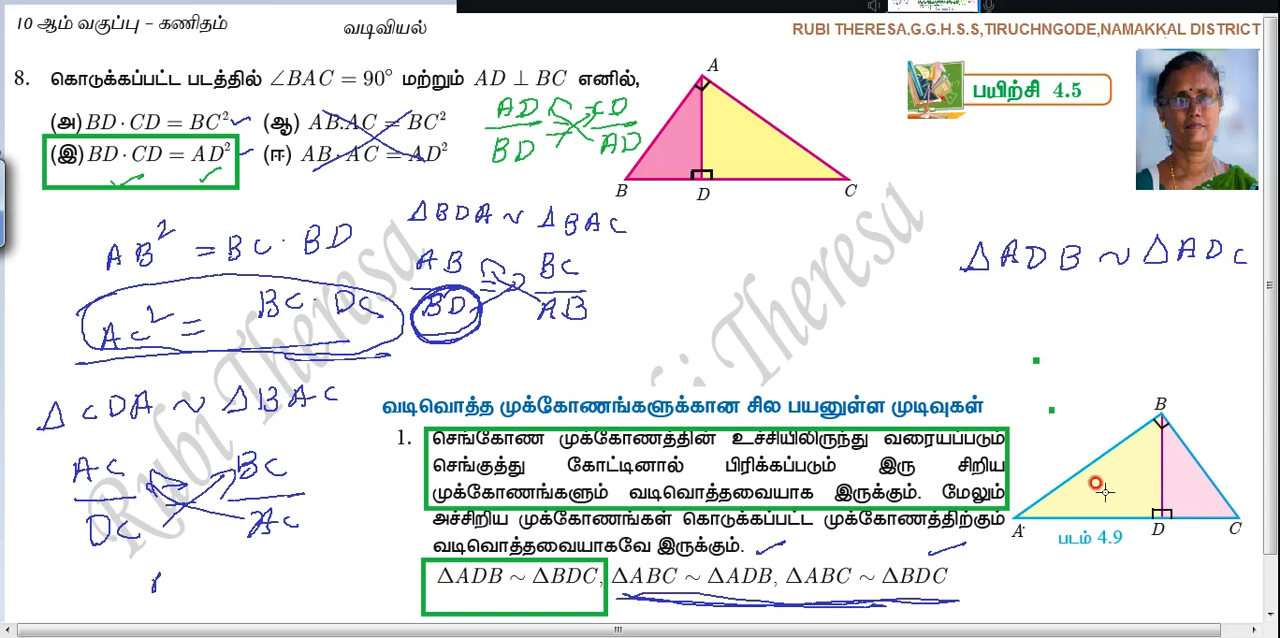 10 ஆம் வகுப்பு – கணிதம்
வடிவியல்
RUBI THERESA,G.G.H.S.S,TIRUCHNGODE,NAMAKKAL DISTRICT
8. கொடுக்கப்பட்ட படத்தில் ∠BAC = 90° மற்றும் AD ⊥ BC எனில்,
(அ) BD · CD = BC² (ஆ) AB.AC = BC²
(இ) BD · CD = AD² (ஈ) AB · AC = AD²
AD CD
BD AD
A
B D C
பயிற்சி 4.5
AB² = BC · BD
AC² = BC · DC
ΔBDA ~ ΔBAC
AB = BC
BD AB
ΔADB ~ ΔADC
ΔCDA ~ ΔBAC
AC BC
DC AC
Rubi Theresa
Rubi Theresa
வடிவொத்த முக்கோணங்களுக்கான சில பயனுள்ள முடிவுகள்
1. செங்கோண முக்கோணத்தின் உச்சியிலிருந்து வரையப்படும்
செங்குத்து கோட்டினால் பிரிக்கப்படும் இரு சிறிய
முக்கோணங்களும் வடிவொத்தவையாக இருக்கும். மேலும்
அச்சிறிய முக்கோணங்கள் கொடுக்கப்பட்ட முக்கோணத்திற்கும்
வடிவொத்தவையாகவே இருக்கும்.
ΔADB ~ ΔBDC, ΔABC ~ ΔADB, ΔABC ~ ΔBDC
B
A D C
படம் 4.9